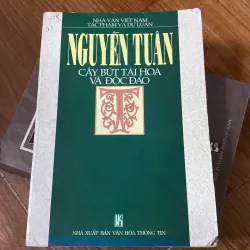 NHÀ VĂN VIỆT NAM
TÁC PHẨM VÀ DƯ LUẬN
NGUYỄN TUÂN
CÂY BÚT TÀI HOA
VÀ ĐỘC ĐÁO
T
NHÀ XUẤT BẢN VĂN HÓA THÔNG TIN